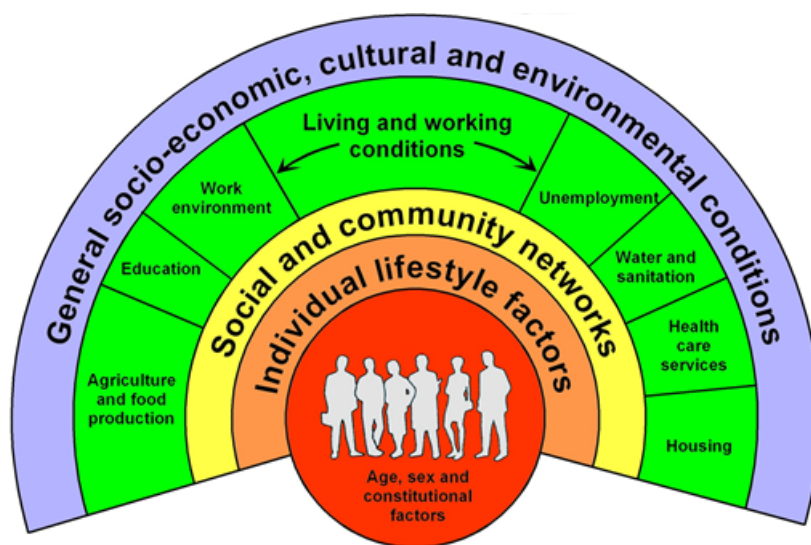 General socio-economic, cultural and environmental conditions
Living and working
conditions
Work
environment
Unemployment
Education
Water and
sanitation
Agriculture
and food
production
Health
care
services
Housing
Social and community networks
Individual lifestyle factors
Age, sex and
constitutional
factors